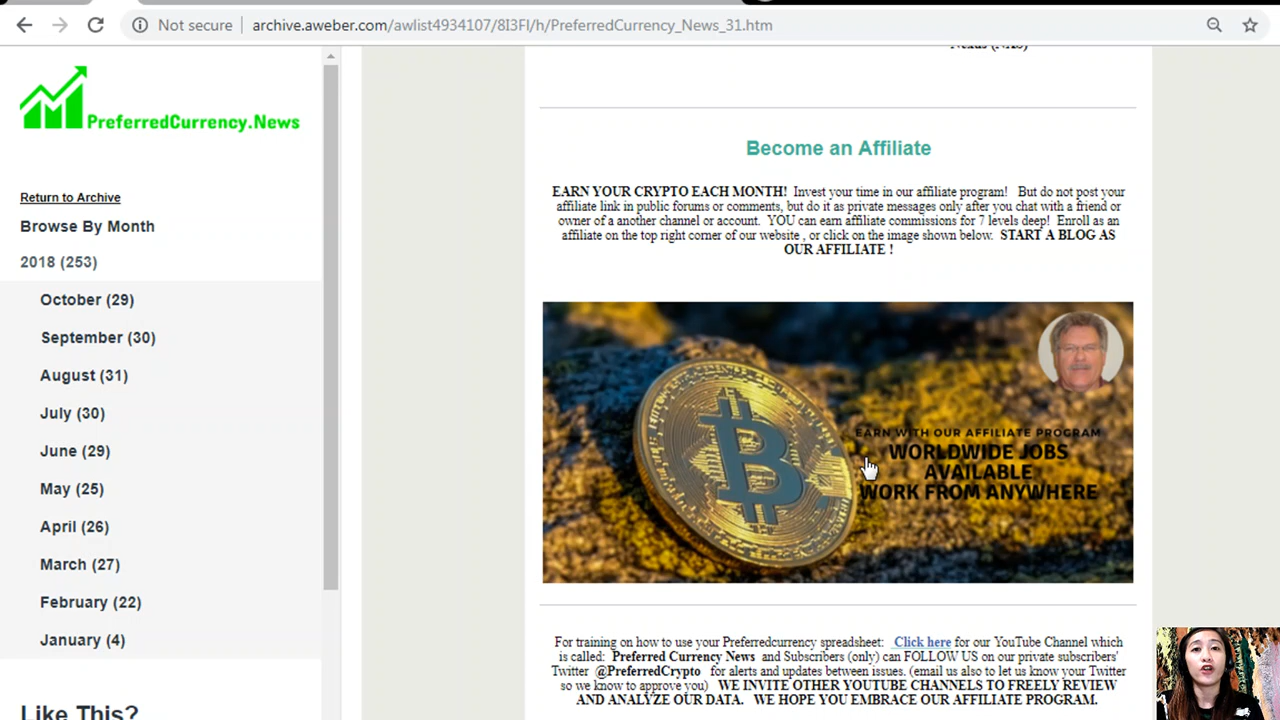 Not secure
archive.aweber.com/awlist4934107/8I3FI/h/PreferredCurrency_News_31.htm
PreferredCurrency.News
Return to Archive
Browse By Month
2018 (253)
October (29)
September (30)
August (31)
July (30)
June (29)
May (25)
April (26)
March (27)
February (22)
January (4)
Like This?
Become an Affiliate
EARN YOUR CRYPTO EACH MONTH! Invest your time in our affiliate program! But do not post your
affiliate link in public forums or comments, but do it as private messages only after you chat with a friend or
owner of a another channel or account. YOU can earn affiliate commissions for 7 levels deep! Enroll as an
affiliate on the top right corner of our website , or click on the image shown below. START A BLOG AS
OUR AFFILIATE !
EARN WITH OUR AFFILIATE PROGRAM
WORLDWIDE JOBS
AVAILABLE
WORK FROM ANYWHERE
For training on how to use your Preferredcurrency spreadsheet: Click here for our YouTube Channel which
is called: Preferred Currency News and Subscribers (only) can FOLLOW US on our private subscribers'
Twitter @PreferredCrypto for alerts and updates between issues. (email us also to let us know your Twitter
so we know to approve you) WE INVITE OTHER YOUTUBE CHANNELS TO FREELY REVIEW
AND ANALYZE OUR DATA. WE HOPE YOU EMBRACE OUR AFFILIATE PROGRAM.